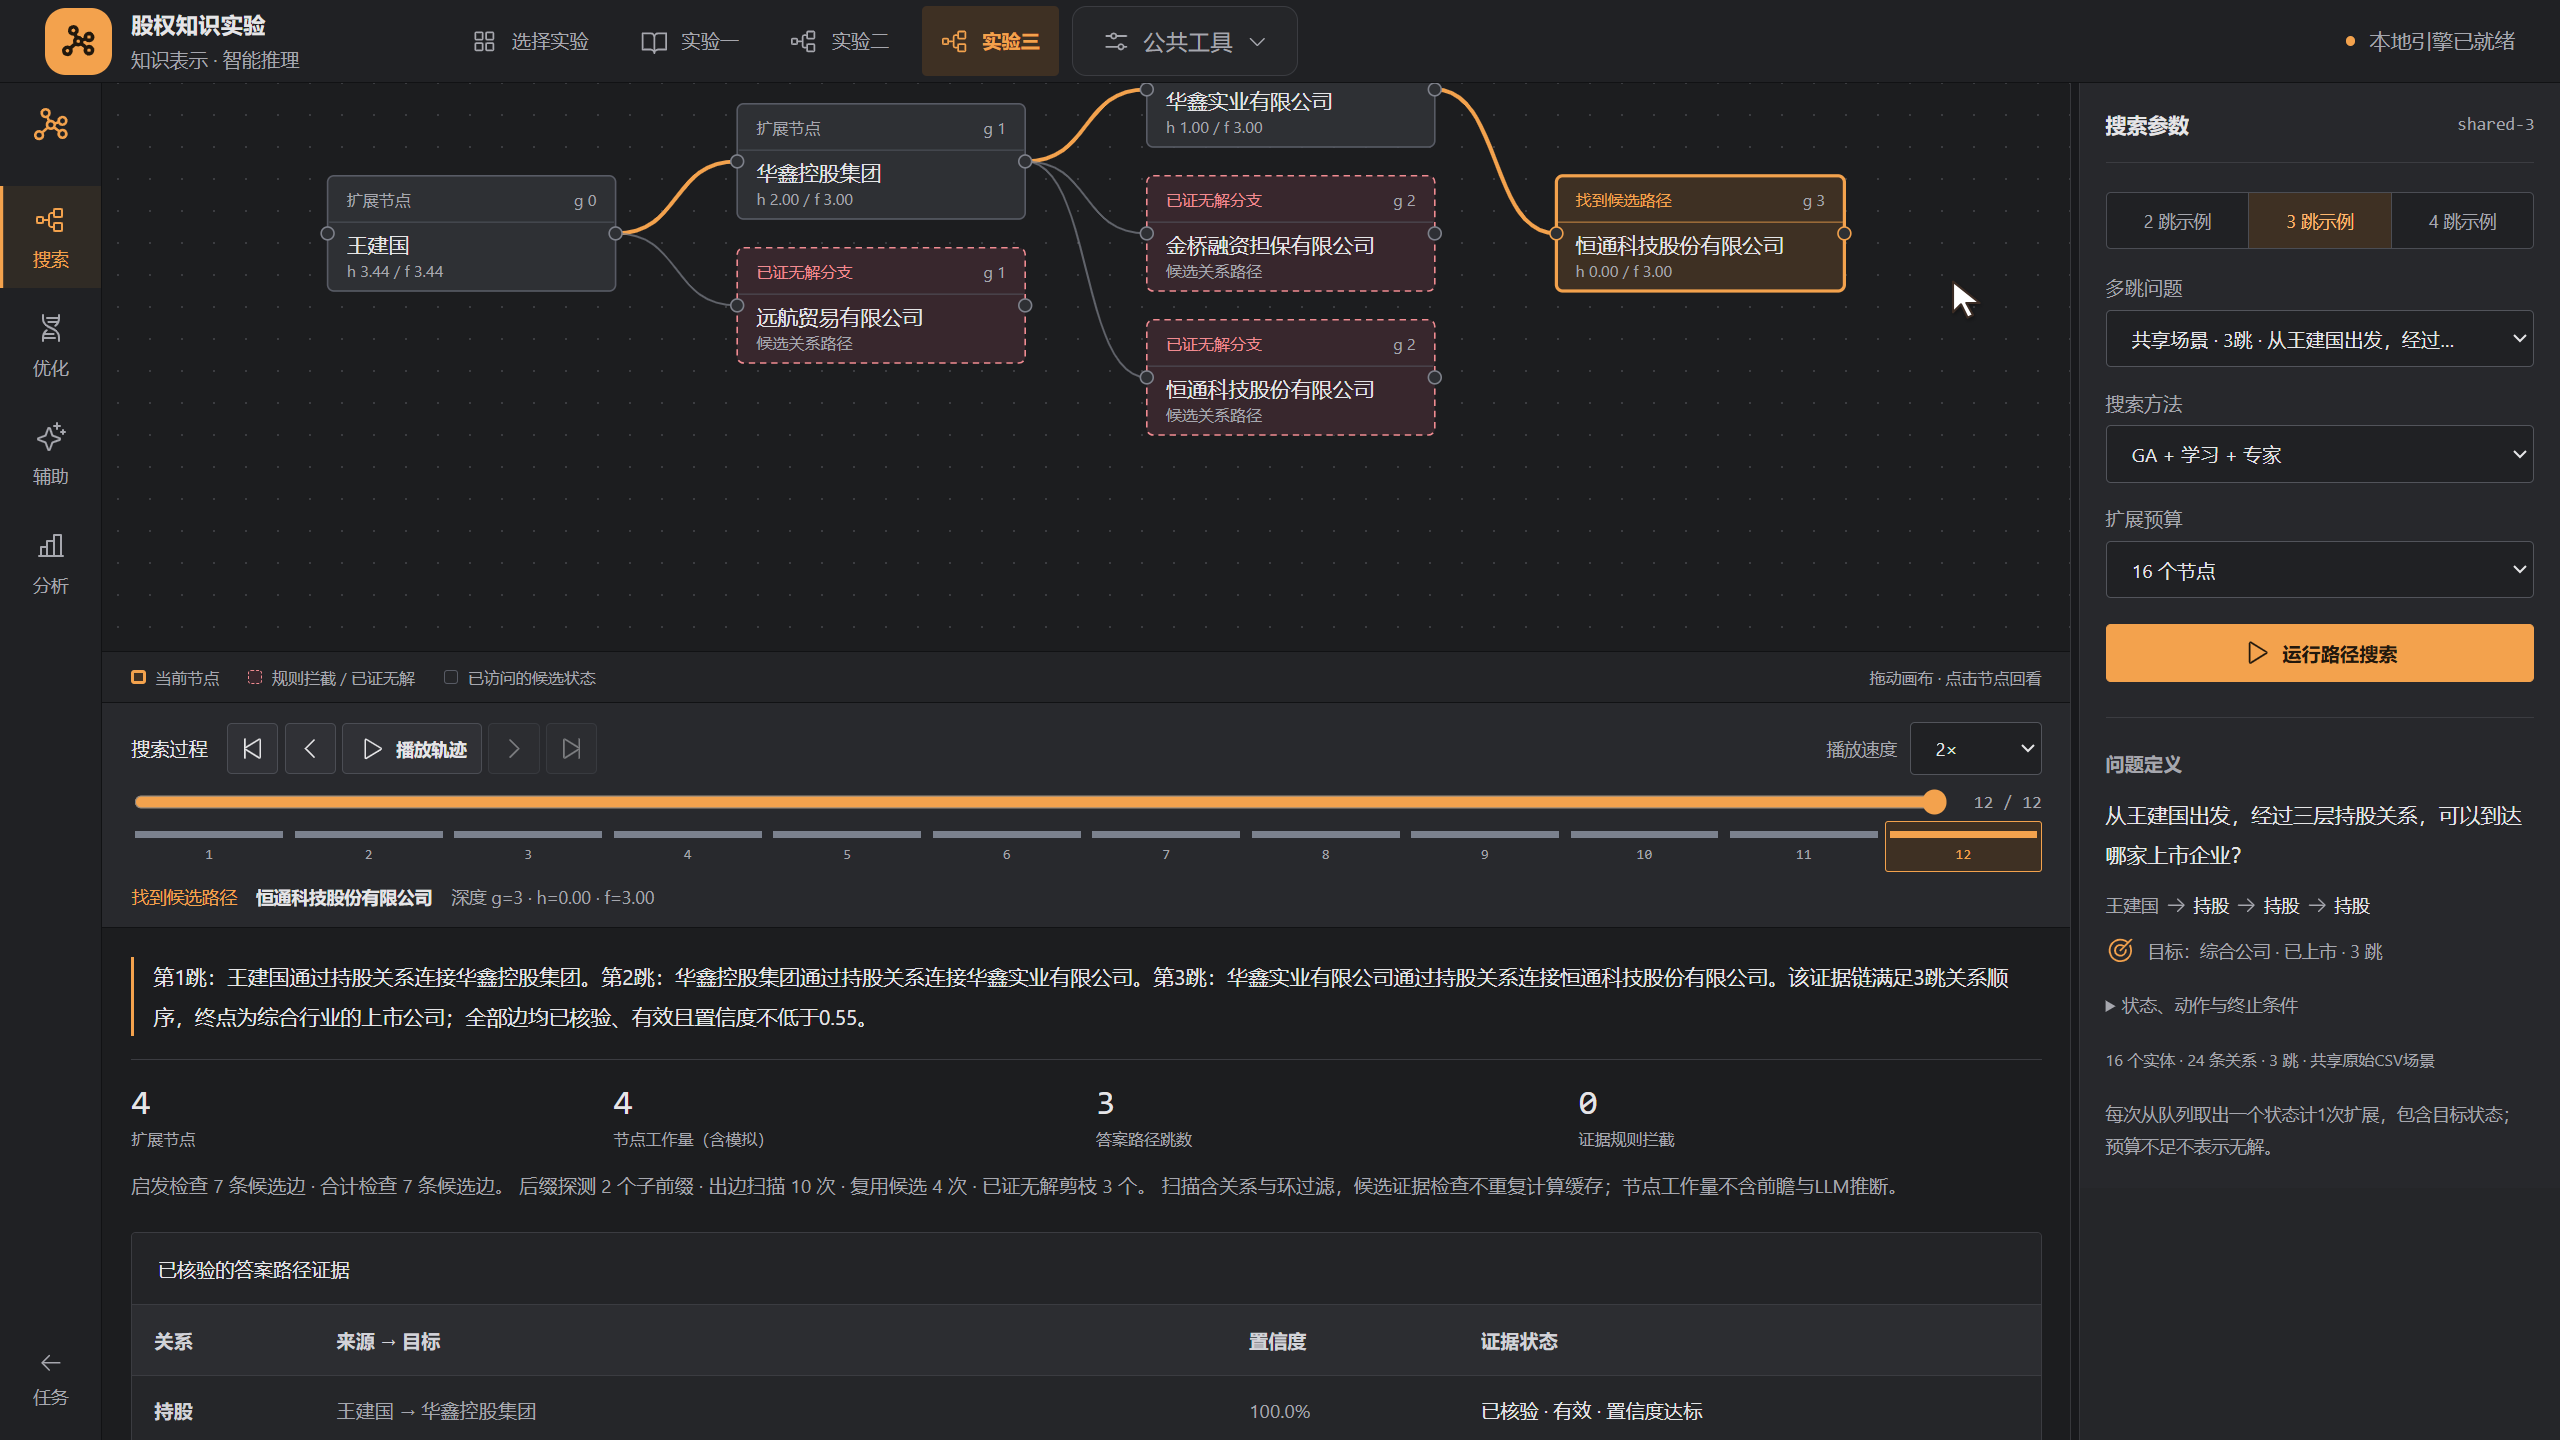 股权知识实验
知识表示 · 智能推理
选择实验
实验一
实验二
实验三
公共工具
本地引擎已就绪
搜索
优化
辅助
分析
任务
扩展节点 g 0
王建国
h 3.44 / f 3.44
扩展节点 g 1
华鑫控股集团
h 2.00 / f 3.00
已证无解分支 g 1
远航贸易有限公司
候选关系路径
华鑫实业有限公司
h 1.00 / f 3.00
已证无解分支 g 2
金桥融资担保有限公司
候选关系路径
已证无解分支 g 2
恒通科技股份有限公司
候选关系路径
找到候选路径 g 3
恒通科技股份有限公司
h 0.00 / f 3.00
当前节点
规则拦截 / 已证无解
已访问的候选状态
拖动画布 · 点击节点回看
搜索过程
播放轨迹
播放速度
2×
12 / 12
1 2 3 4 5 6 7 8 9 10 11 12
找到候选路径 恒通科技股份有限公司 深度 g=3 · h=0.00 · f=3.00
第1跳：王建国通过持股关系连接华鑫控股集团。第2跳：华鑫控股集团通过持股关系连接华鑫实业有限公司。第3跳：华鑫实业有限公司通过持股关系连接恒通科技股份有限公司。该证据链满足3跳关系顺
序，终点为综合行业的上市公司；全部边均已核验、有效且置信度不低于0.55。
4 4 3 0
扩展节点 节点工作量（含模拟） 答案路径跳数 证据规则拦截
启发检查 7 条候选边 · 合计检查 7 条候选边。 后缀探测 2 个子前缀 · 出边扫描 10 次 · 复用候选 4 次 · 已证无解剪枝 3 个。 扫描含关系与环过滤，候选证据检查不重复计算缓存；节点工作量不含前瞻与LLM推断。
已核验的答案路径证据
关系 来源 → 目标 置信度 证据状态
持股 王建国 → 华鑫控股集团 100.0% 已核验 · 有效 · 置信度达标
搜索参数 shared-3
2 跳示例 3 跳示例 4 跳示例
多跳问题
共享场景 · 3跳 · 从王建国出发，经过...
搜索方法
GA + 学习 + 专家
扩展预算
16 个节点
运行路径搜索
问题定义
从王建国出发，经过三层持股关系，可以到达
哪家上市企业？
王建国 → 持股 → 持股 → 持股
目标：综合公司 · 已上市 · 3 跳
▶ 状态、动作与终止条件
16 个实体 · 24 条关系 · 3 跳 · 共享原始CSV场景
每次从队列取出一个状态计1次扩展，包含目标状态；
预算不足不表示无解。